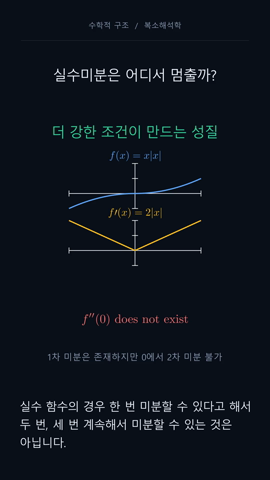 수학적 구조 / 복소해석학
실수미분은 어디서 멈출까?
더 강한 조건이 만드는 성질
f(x) = x|x|
f′(x) = 2|x|
f″(0) does not exist
1차 미분은 존재하지만 0에서 2차 미분 불가
실수 함수의 경우 한 번 미분할 수 있다고 해서
두 번, 세 번 계속해서 미분할 수 있는 것은
아닙니다.